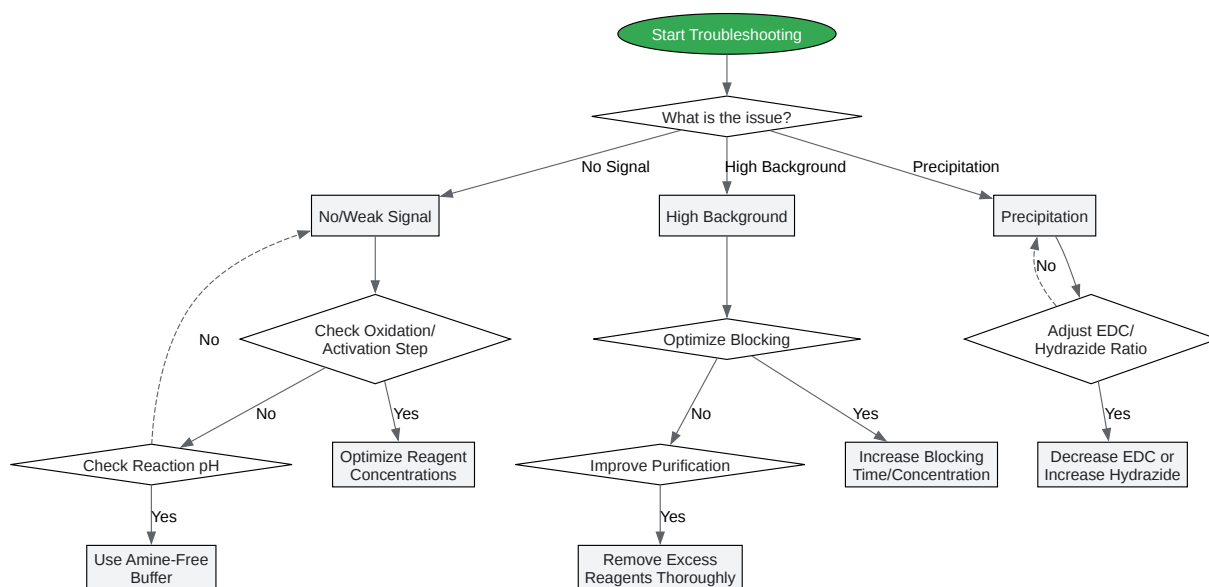 Start Troubleshooting
What is the issue?
No Signal
High Background
Precipitation
No/Weak Signal
High Background
Precipitation
No
Check Oxidation/
Activation Step
Optimize Blocking
Adjust EDC/
Hydrazide Ratio
No
No
Yes
No
Yes
Yes
Check Reaction pH
Optimize Reagent
Concentrations
Improve Purification
Increase Blocking
Time/Concentration
Decrease EDC or
Increase Hydrazide
Yes
Yes
Use Amine-Free
Buffer
Remove Excess
Reagents Thoroughly